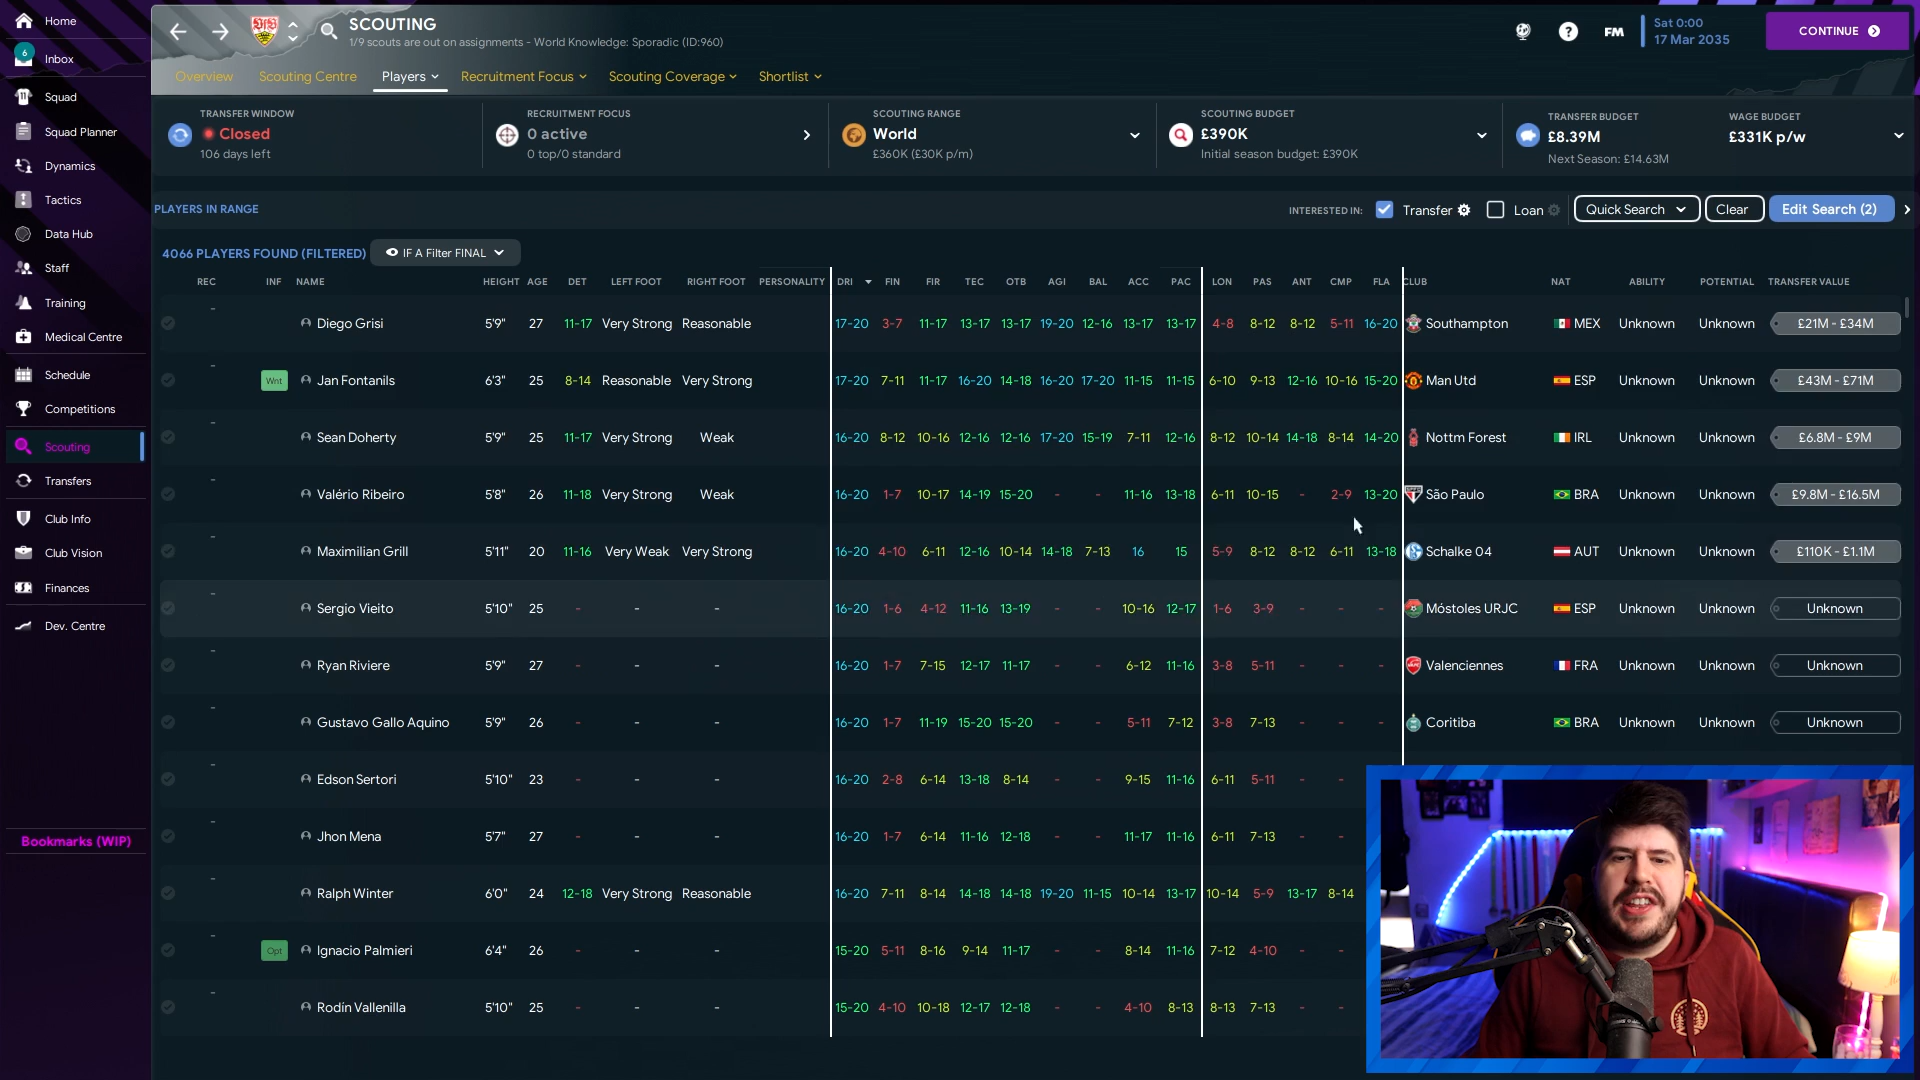 Home
6
Inbox
Squad
Squad Planner
Dynamics
Tactics
Data Hub
Staff
Training
Medical Centre
Schedule
Competitions
Scouting
Transfers
Club Info
Club Vision
Finances
Dev. Centre
Bookmarks (WIP)
SCOUTING
1/9 scouts are out on assignments - World Knowledge: Sporadic (ID:960)
FM
Sat 0:00
17 Mar 2035
CONTINUE
Overview Scouting Centre Players Recruitment Focus Scouting Coverage Shortlist
TRANSFER WINDOW
Closed
106 days left
RECRUITMENT FOCUS
0 active
0 top/0 standard
SCOUTING RANGE
World
£360K (£30K p/m)
SCOUTING BUDGET
£390K
Initial season budget: £390K
TRANSFER BUDGET
£8.39M
Next Season: £14.63M
WAGE BUDGET
£331K p/w
PLAYERS IN RANGE
INTERESTED IN: Transfer Loan Quick Search Clear Edit Search (2)
4066 PLAYERS FOUND (FILTERED) IF A Filter FINAL
REC INF NAME HEIGHT AGE DET LEFT FOOT RIGHT FOOT PERSONALITY DRI FIN FIR TEC OTB AGI BAL ACC PAC LON PAS ANT CMP FLA CLUB NAT ABILITY POTENTIAL TRANSFER VALUE
- Diego Grisi 5'9" 27 11-17 Very Strong Reasonable 17-20 3-7 11-17 13-17 13-17 19-20 12-16 13-17 13-17 4-8 8-12 8-12 5-11 16-20 Southampton MEX Unknown Unknown £21M - £34M
- Wnt Jan Fontanils 6'3" 25 8-14 Reasonable Very Strong 17-20 7-11 11-17 16-20 14-18 16-20 17-20 11-15 11-15 6-10 9-13 12-16 10-16 15-20 Man Utd ESP Unknown Unknown £43M - £71M
- Sean Doherty 5'9" 25 11-17 Very Strong Weak 16-20 8-12 10-16 12-16 12-16 17-20 15-19 7-11 12-16 8-12 10-14 14-18 8-14 14-20 Nottm Forest IRL Unknown Unknown £6.8M - £9M
- Valério Ribeiro 5'8" 26 11-18 Very Strong Weak 16-20 1-7 10-17 14-19 15-20 - - 11-16 13-18 6-11 10-15 - 2-9 13-20 São Paulo BRA Unknown Unknown £9.8M - £16.5M
- Maximilian Grill 5'11" 20 11-16 Very Weak Very Strong 16-20 4-10 6-11 12-16 10-14 14-18 7-13 16 15 5-9 8-12 8-12 6-11 13-18 Schalke 04 AUT Unknown Unknown £110K - £1.1M
- Sergio Vieito 5'10" 25 - - - 16-20 1-6 4-12 11-16 13-19 - - 10-16 12-17 1-6 3-9 - - - Móstoles URJC ESP Unknown Unknown Unknown
- Ryan Riviere 5'9" 27 - - - 16-20 1-7 7-15 12-17 11-17 - - 6-12 11-16 3-8 5-11 - - - Valenciennes FRA Unknown Unknown Unknown
- Gustavo Gallo Aquino 5'9" 26 - - - 16-20 1-7 11-19 15-20 15-20 - - 5-11 7-12 3-8 7-13 - - - Coritiba BRA Unknown Unknown Unknown
- Edson Sertori 5'10" 23 - - - 16-20 2-8 6-14 13-18 8-14 - - 9-15 11-16 6-11 5-11 - -
- Jhon Mena 5'7" 27 - - - 16-20 1-7 6-14 11-16 12-18 - - 11-17 11-16 6-11 7-13 - -
- Ralph Winter 6'0" 24 12-18 Very Strong Reasonable 16-20 7-11 8-14 14-18 14-18 19-20 11-15 10-14 13-17 10-14 5-9 13-17 8-14
- Opt Ignacio Palmieri 6'4" 26 - - - 15-20 5-11 8-16 9-14 11-17 - - 8-14 11-16 7-12 4-10 - -
- Rodín Vallenilla 5'10" 25 - - - 15-20 4-10 10-18 12-17 12-18 - - 4-10 8-13 8-13 7-13 - -